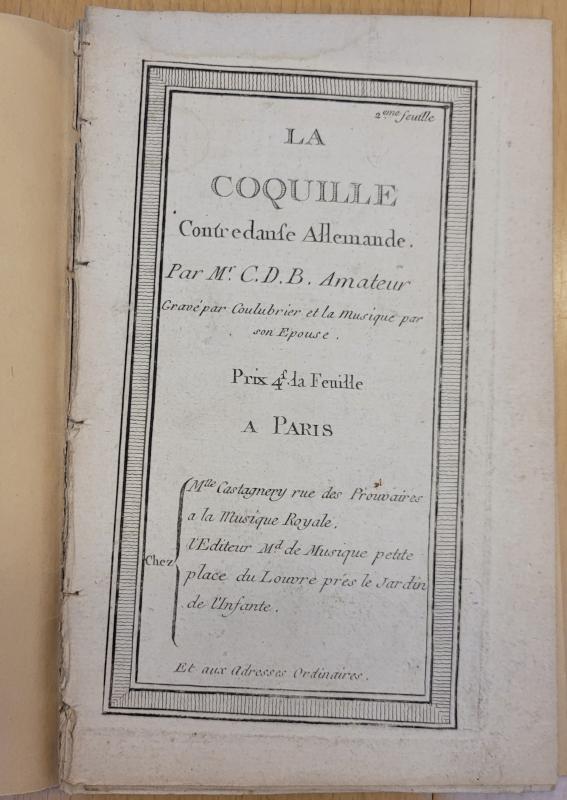 2eme feuille
LA
COQUILLE
Contredanse Allemande.
Par Mr. C.D.B. Amateur
Gravé par Coulubrier et la Musique par
son Epouse.
Prix 4f. la Feuille
A PARIS
Chez
Mlle Castagnery rue des Prouvaires
a la Musique Royale.
l'Editeur Md de Musique petite
place du Louvre près le Jardin
de l'Infante.
Et aux Adresses Ordinaires.